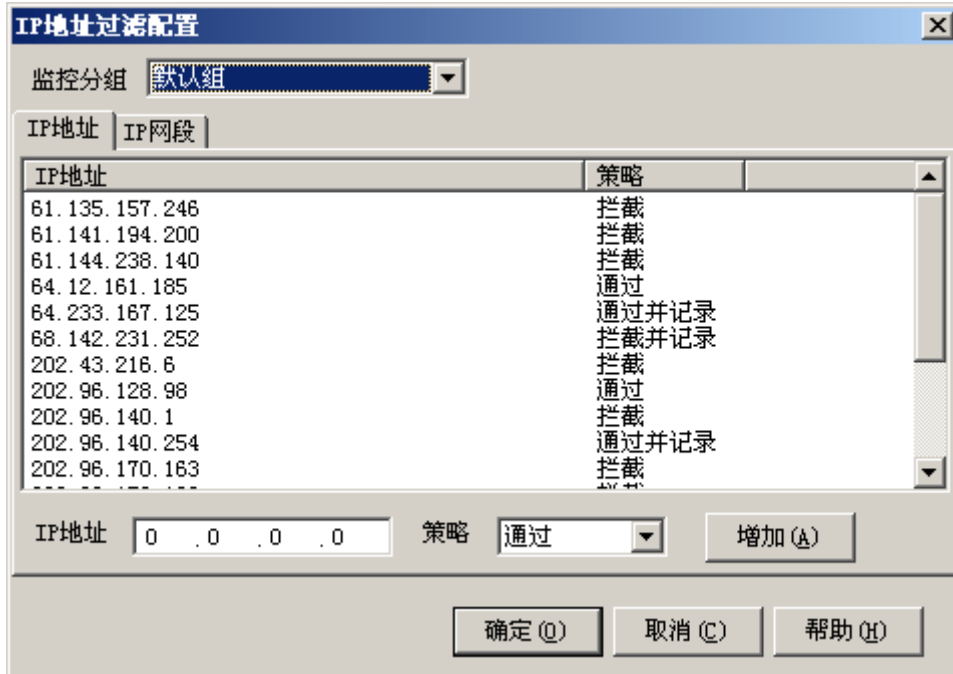 IP地址过滤配置
监控分组 默认组
IP地址 IP网段
IP地址 策略
61.135.157.246 拦截
61.141.194.200 拦截
61.144.238.140 拦截
64.12.161.185 通过
64.233.167.125 通过并记录
68.142.231.252 拦截并记录
202.43.216.6 拦截
202.96.128.98 通过
202.96.140.1 拦截
202.96.140.254 通过并记录
202.96.170.163 拦截
IP地址 0 .0 .0 .0 策略 通过 增加(A)
确定(O) 取消(C) 帮助(H)